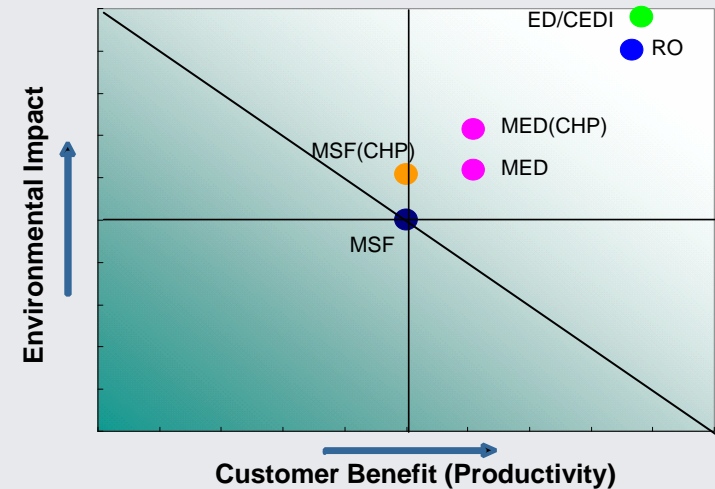 ED/CEDI
RO
MED(CHP)
MSF(CHP)
MED
MSF
Environmental Impact
Customer Benefit (Productivity)